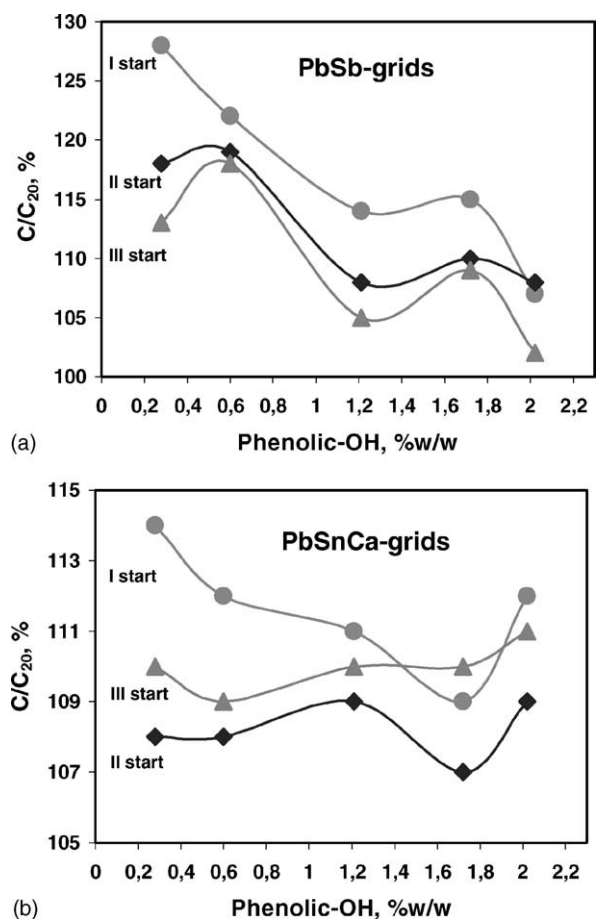 130
125
120
115
110
105
100
C/C20, %
PbSb-grids
I start
II start
III start
0 0,2 0,4 0,6 0,8 1 1,2 1,4 1,6 1,8 2 2,2
(a) Phenolic-OH, %w/w
115
113
111
109
107
105
C/C20, %
PbSnCa-grids
I start
III start
II start
0 0,2 0,4 0,6 0,8 1 1,2 1,4 1,6 1,8 2 2,2
(b) Phenolic-OH, %w/w